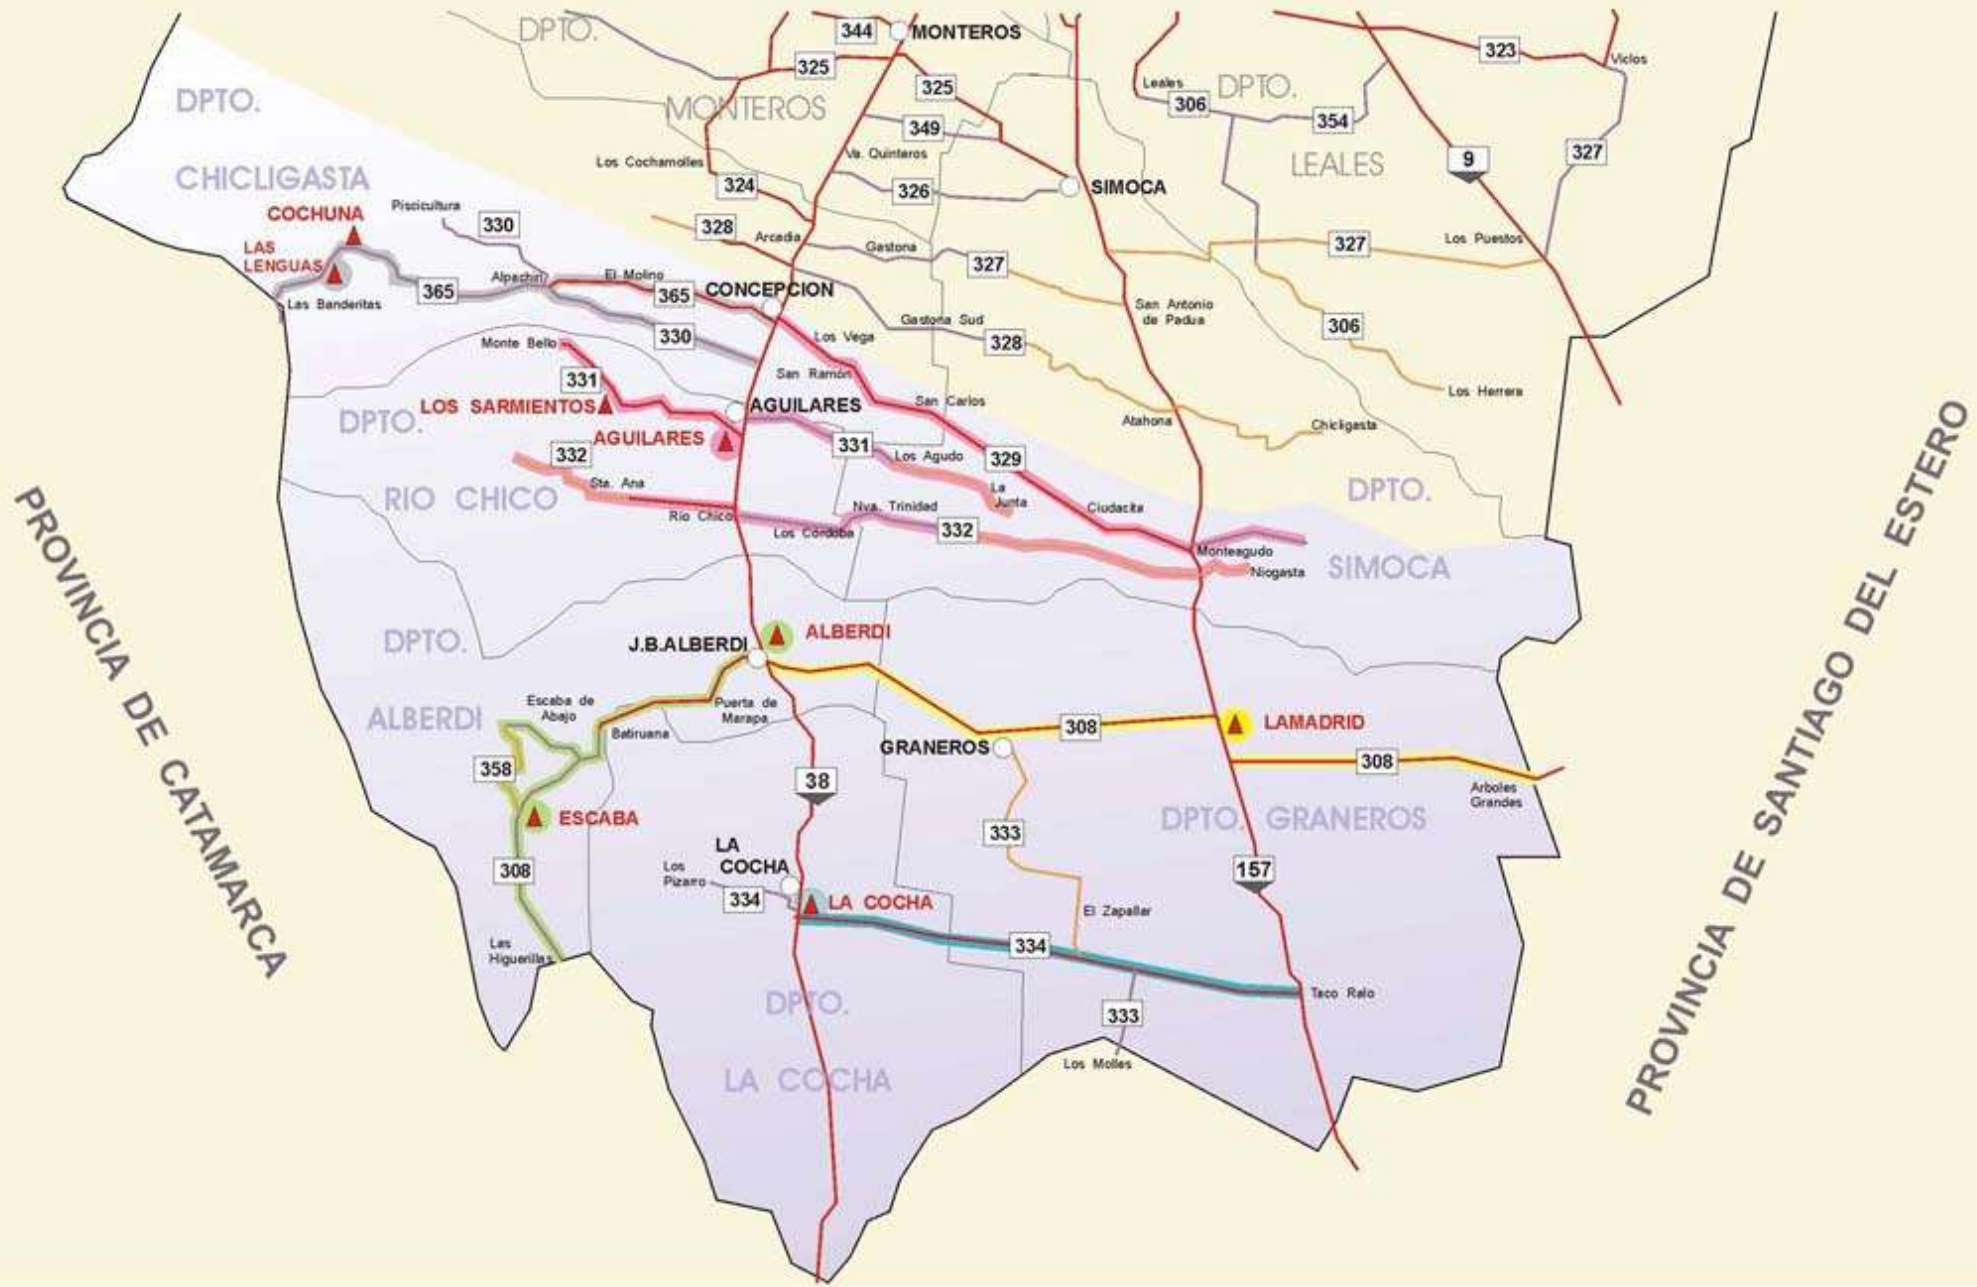 DPTO.
344
MONTEROS
325
323
Viclos
325
Leales
DPTO.
306
DPTO.
MONTEROS
354
349
Va. Quinteros
Los Cochamolles
LEALES
9
327
CHICLIGASTA
324
326
SIMOCA
COCHUNA
Piscicultura
330
328
Arcadia
Gastona
327
327
Los Puestos
LAS
LENGUAS
Las Banderitas
365
Alpachiri
El Molino
365
CONCEPCION
San Antonio
de Padua
330
Los Vega
Gastona Sud
328
306
Monte Bello
331
San Ramón
San Carlos
Los Herrera
LOS SARMIENTOS
AGUILARES
DPTO.
Atahona
Chicligasta
AGUILARES
332
331
Los Agudo
329
Sta. Ana
La
Junta
RIO CHICO
Río Chico
Los Córdoba
Nva. Trinidad
332
Ciudacita
DPTO.
SIMOCA
Monteagudo
Niogasta
PROVINCIA DE CATAMARCA
PROVINCIA DE SANTIAGO DEL ESTERO
DPTO.
ALBERDI
J.B.ALBERDI
ALBERDI
Escaba de
Abajo
Puerta de
Marapa
Batiruana
308
LAMADRID
GRANEROS
358
38
308
Arboles
Grandes
ESCABA
333
DPTO. GRANEROS
LA
COCHA
Los
Pizarro
308
157
334
LA COCHA
El Zapallar
Las
Higuerillas
334
Taco Ralo
DPTO.
LA COCHA
333
Los Molles